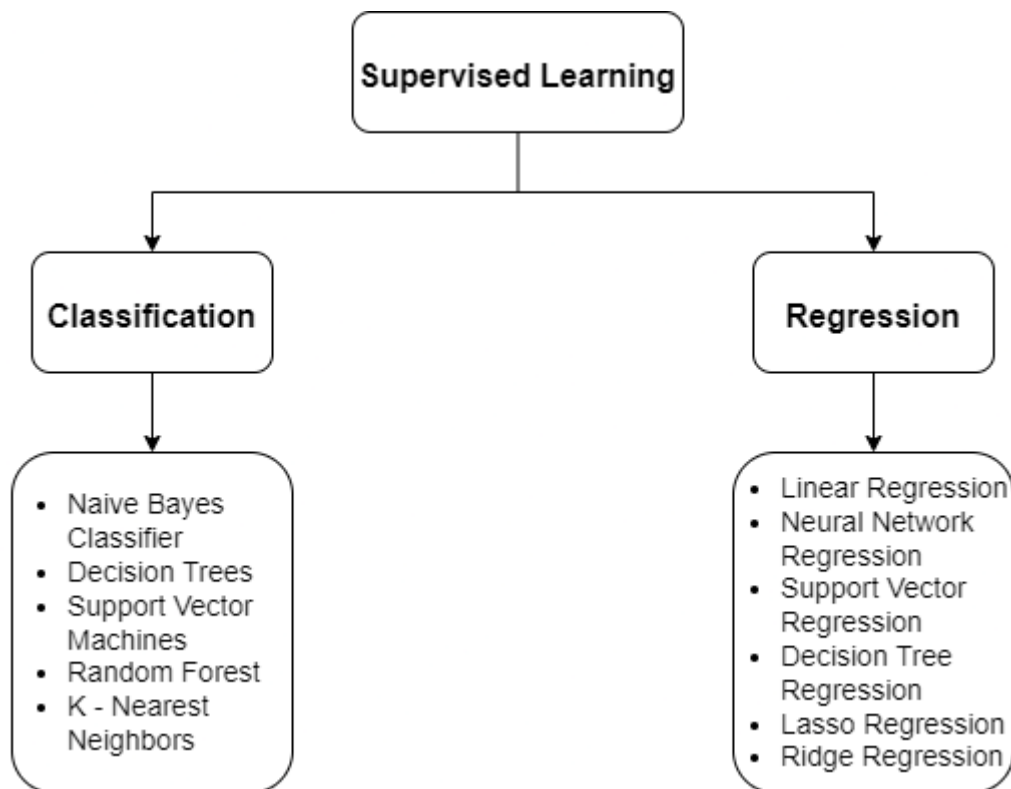 Supervised Learning
Classification
Regression
• Naive Bayes
Classifier
• Decision Trees
• Support Vector
Machines
• Random Forest
• K - Nearest
Neighbors
• Linear Regression
• Neural Network
Regression
• Support Vector
Regression
• Decision Tree
Regression
• Lasso Regression
• Ridge Regression